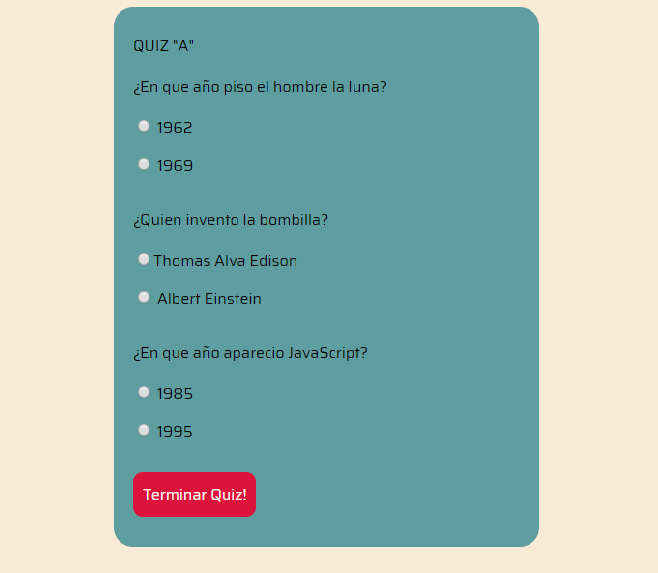 QUIZ "A"
¿En que año piso el hombre la luna?
1962
1969
¿Quien invento la bombilla?
Thomas Alva Edison
Albert Einstein
¿En que año aparecio JavaScript?
1985
1995
Terminar Quiz!